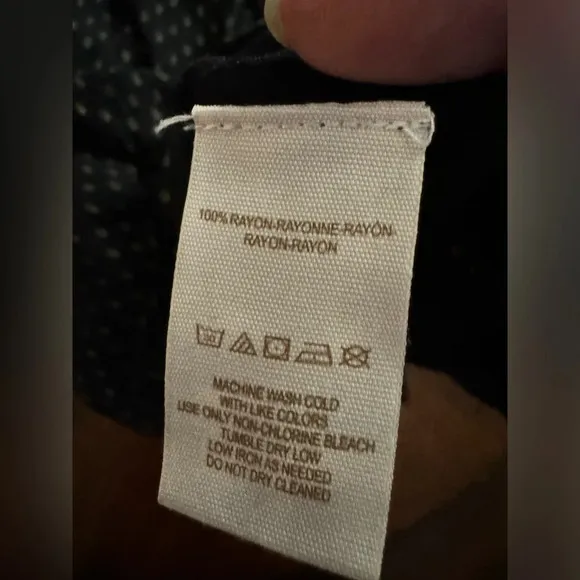 100% RAYON-RAYONNE-RAYÓN-
RAYON-RAYON
MACHINE WASH COLD
WITH LIKE COLORS
USE ONLY NON-CHLORINE BLEACH
TUMBLE DRY LOW
LOW IRON AS NEEDED
DO NOT DRY CLEANED